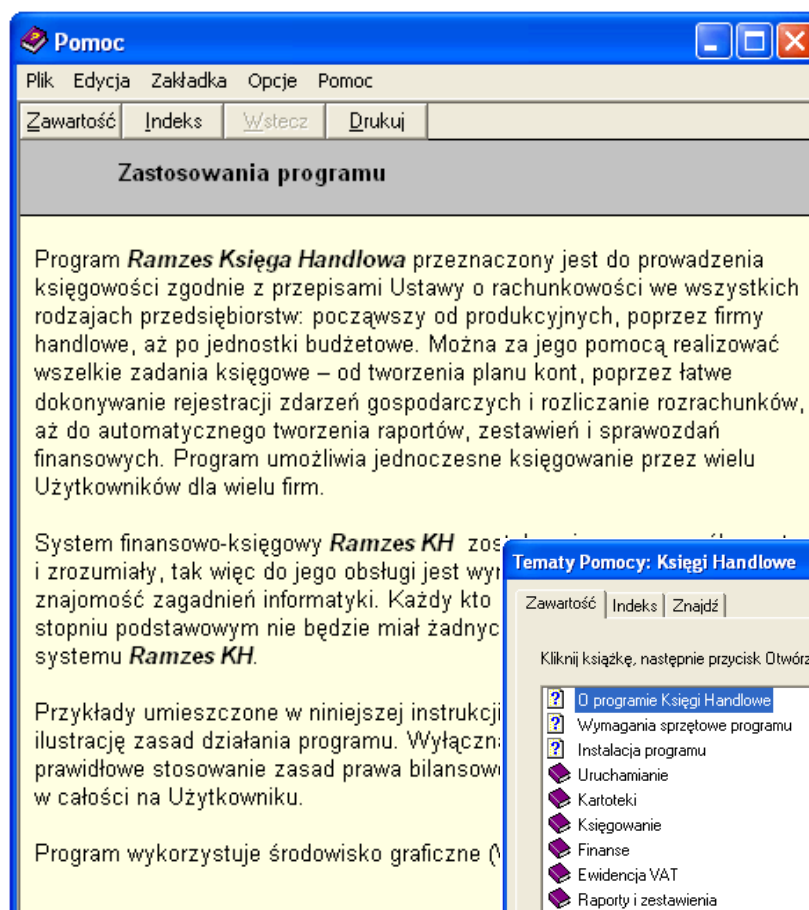 Pomoc
Plik Edycja Zakładka Opcje Pomoc
Zawartość Indeks Wstecz Drukuj
Zastosowania programu
Program Ramzes Księga Handlowa przeznaczony jest do prowadzenia
księgowości zgodnie z przepisami Ustawy o rachunkowości we wszystkich
rodzajach przedsiębiorstw: począwszy od produkcyjnych, poprzez firmy
handlowe, aż po jednostki budżetowe. Można za jego pomocą realizować
wszelkie zadania księgowe – od tworzenia planu kont, poprzez łatwe
dokonywanie rejestracji zdarzeń gospodarczych i rozliczanie rozrachunków,
aż do automatycznego tworzenia raportów, zestawień i sprawozdań
finansowych. Program umożliwia jednoczesne księgowanie przez wielu
Użytkowników dla wielu firm.
System finansowo-księgowy Ramzes KH
i zrozumiały, tak więc do jego obsługi jest
znajomość zagadnień informatyki. Każdy kto
stopniu podstawowym nie będzie miał
systemu Ramzes KH.
Przykłady umieszczone w niniejszej instrukcji
ilustrację zasad działania programu.
prawidłowe stosowanie zasad prawa
w całości na Użytkowniku.
Program wykorzystuje środowisko graficzne
Tematy Pomocy: Księgi Handlowe
Zawartość Indeks Znajdź
Kliknij książkę, następnie przycisk Otwórz
O programie Księgi Handlowe
Wymagania sprzętowe programu
Instalacja programu
Uruchamianie
Kartoteki
Księgowanie
Finanse
Ewidencja VAT
Raporty i zestawienia